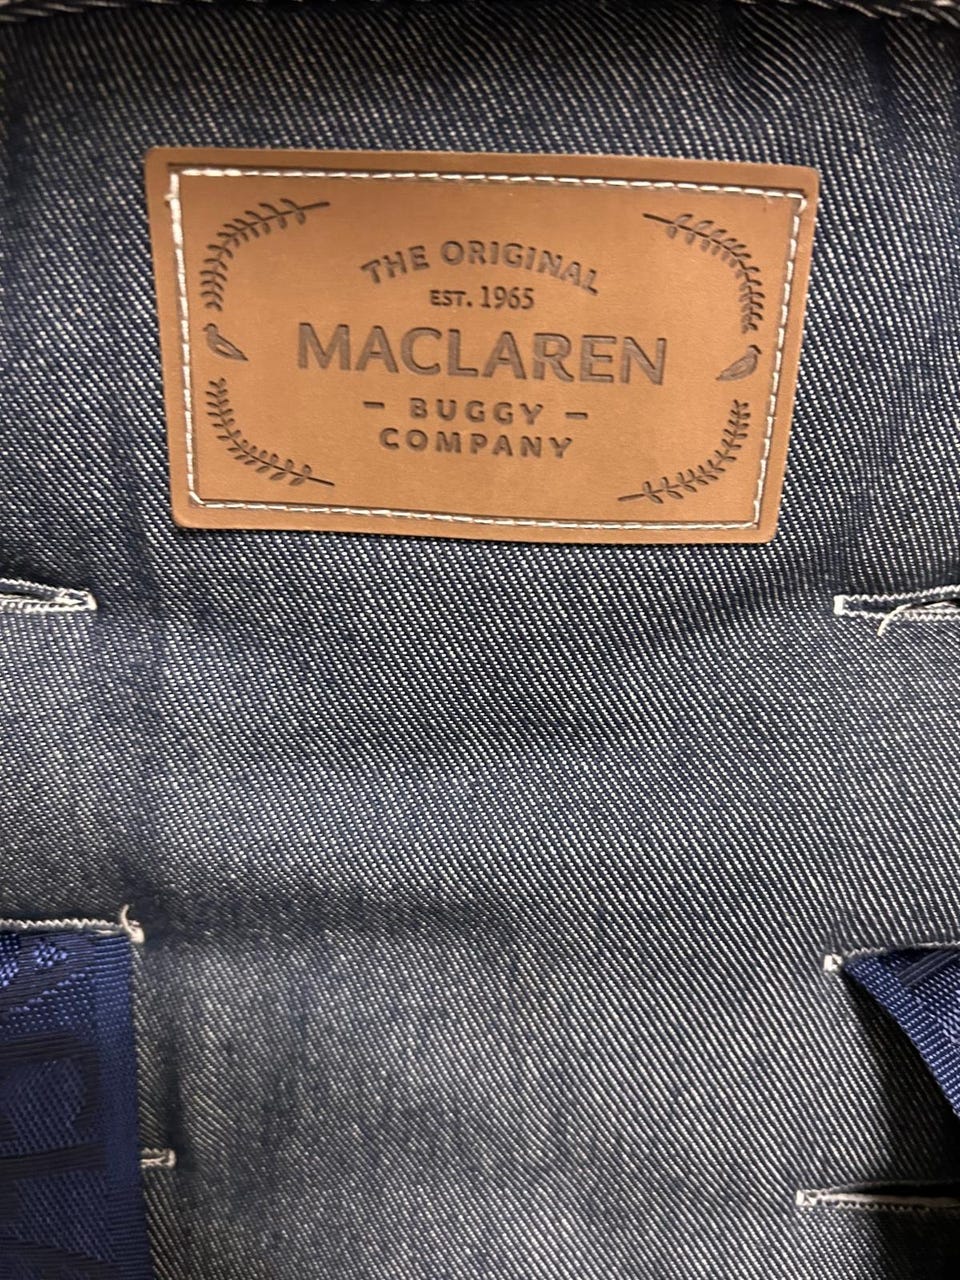 THE ORIGINAL
EST. 1965
MACLAREN
– BUGGY –
COMPANY